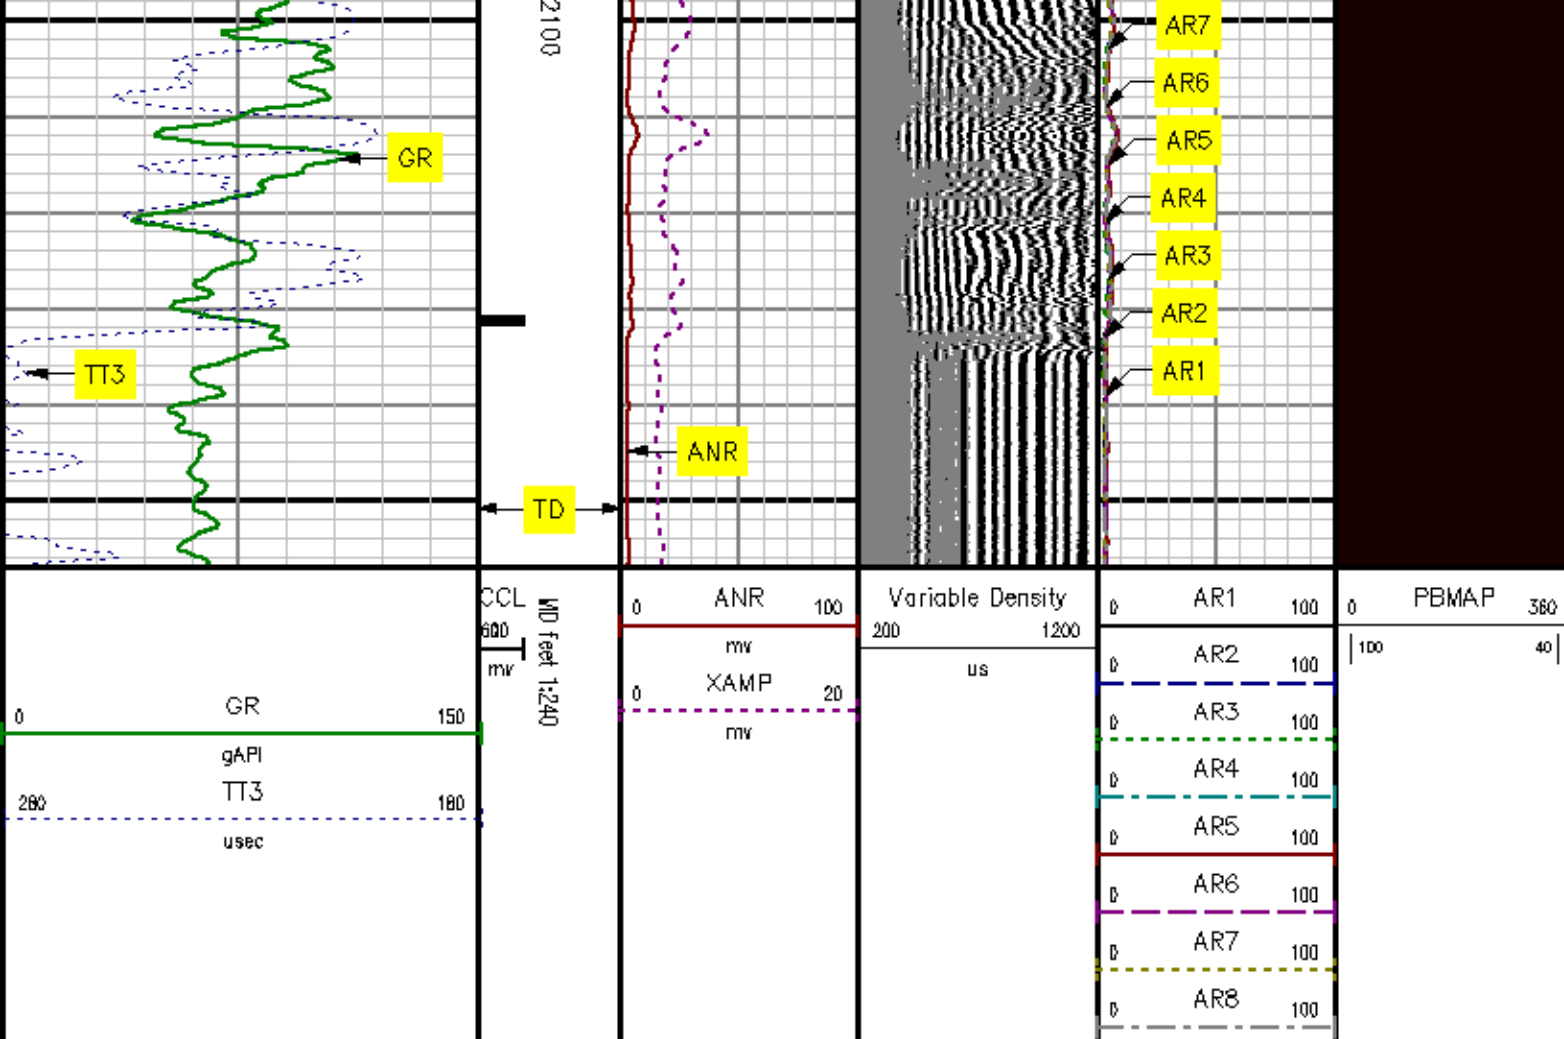 2100
AR7
AR6
AR5
GR
AR4
AR3
AR2
TT3
AR1
ANR
TD
CCL
600
mv
MD feet 1:240
ANR
0 100
mv
XAMP
0 20
mv
Variable Density
200 1200
us
AR1
0 100
AR2
0 100
AR3
0 100
AR4
0 100
AR5
0 100
AR6
0 100
AR7
0 100
AR8
0 100
PBMAP
0 360
100 40
GR
0 150
gAPI
TT3
280 180
usec